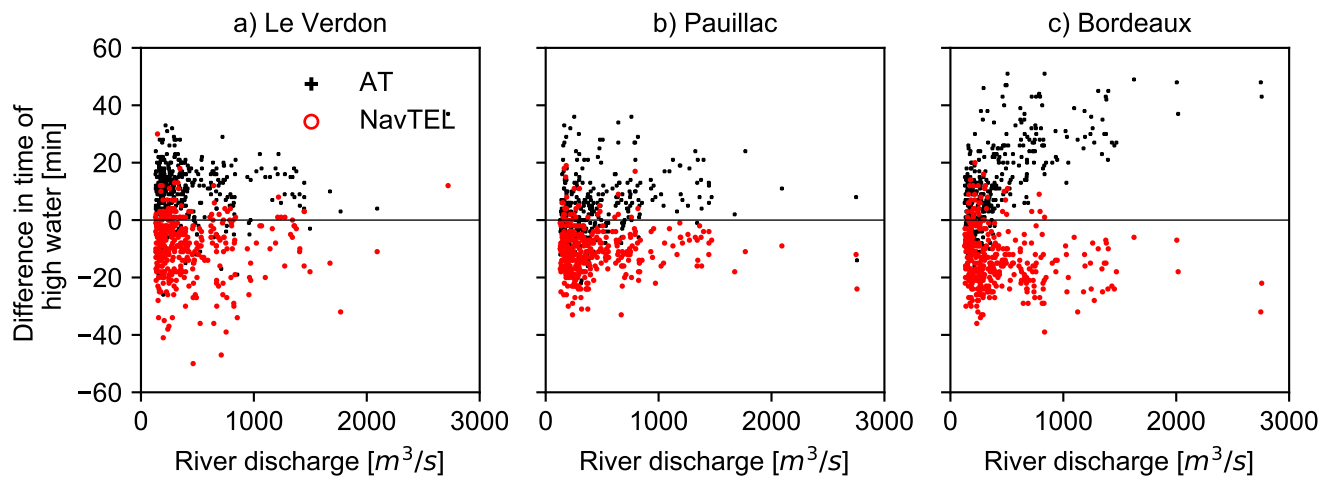 a) Le Verdon
b) Pauillac
c) Bordeaux
Difference in time of
high water [min]
60
40
20
0
−20
−40
−60
AT
NavTEL
0 1000 2000 3000
0 1000 2000 3000
0 1000 2000 3000
River discharge [m³/s]
River discharge [m³/s]
River discharge [m³/s]